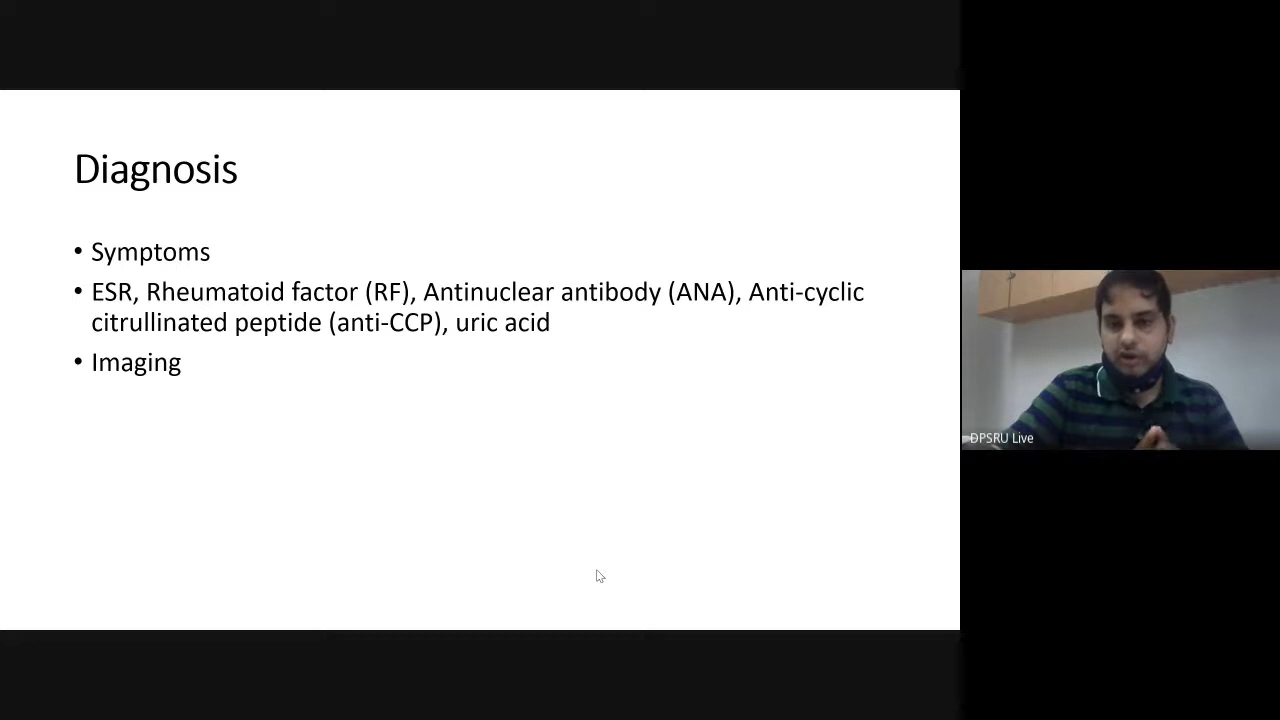 Diagnosis
• Symptoms
• ESR, Rheumatoid factor (RF), Antinuclear antibody (ANA), Anti-cyclic
citrullinated peptide (anti-CCP), uric acid
• Imaging
DPSRU Live